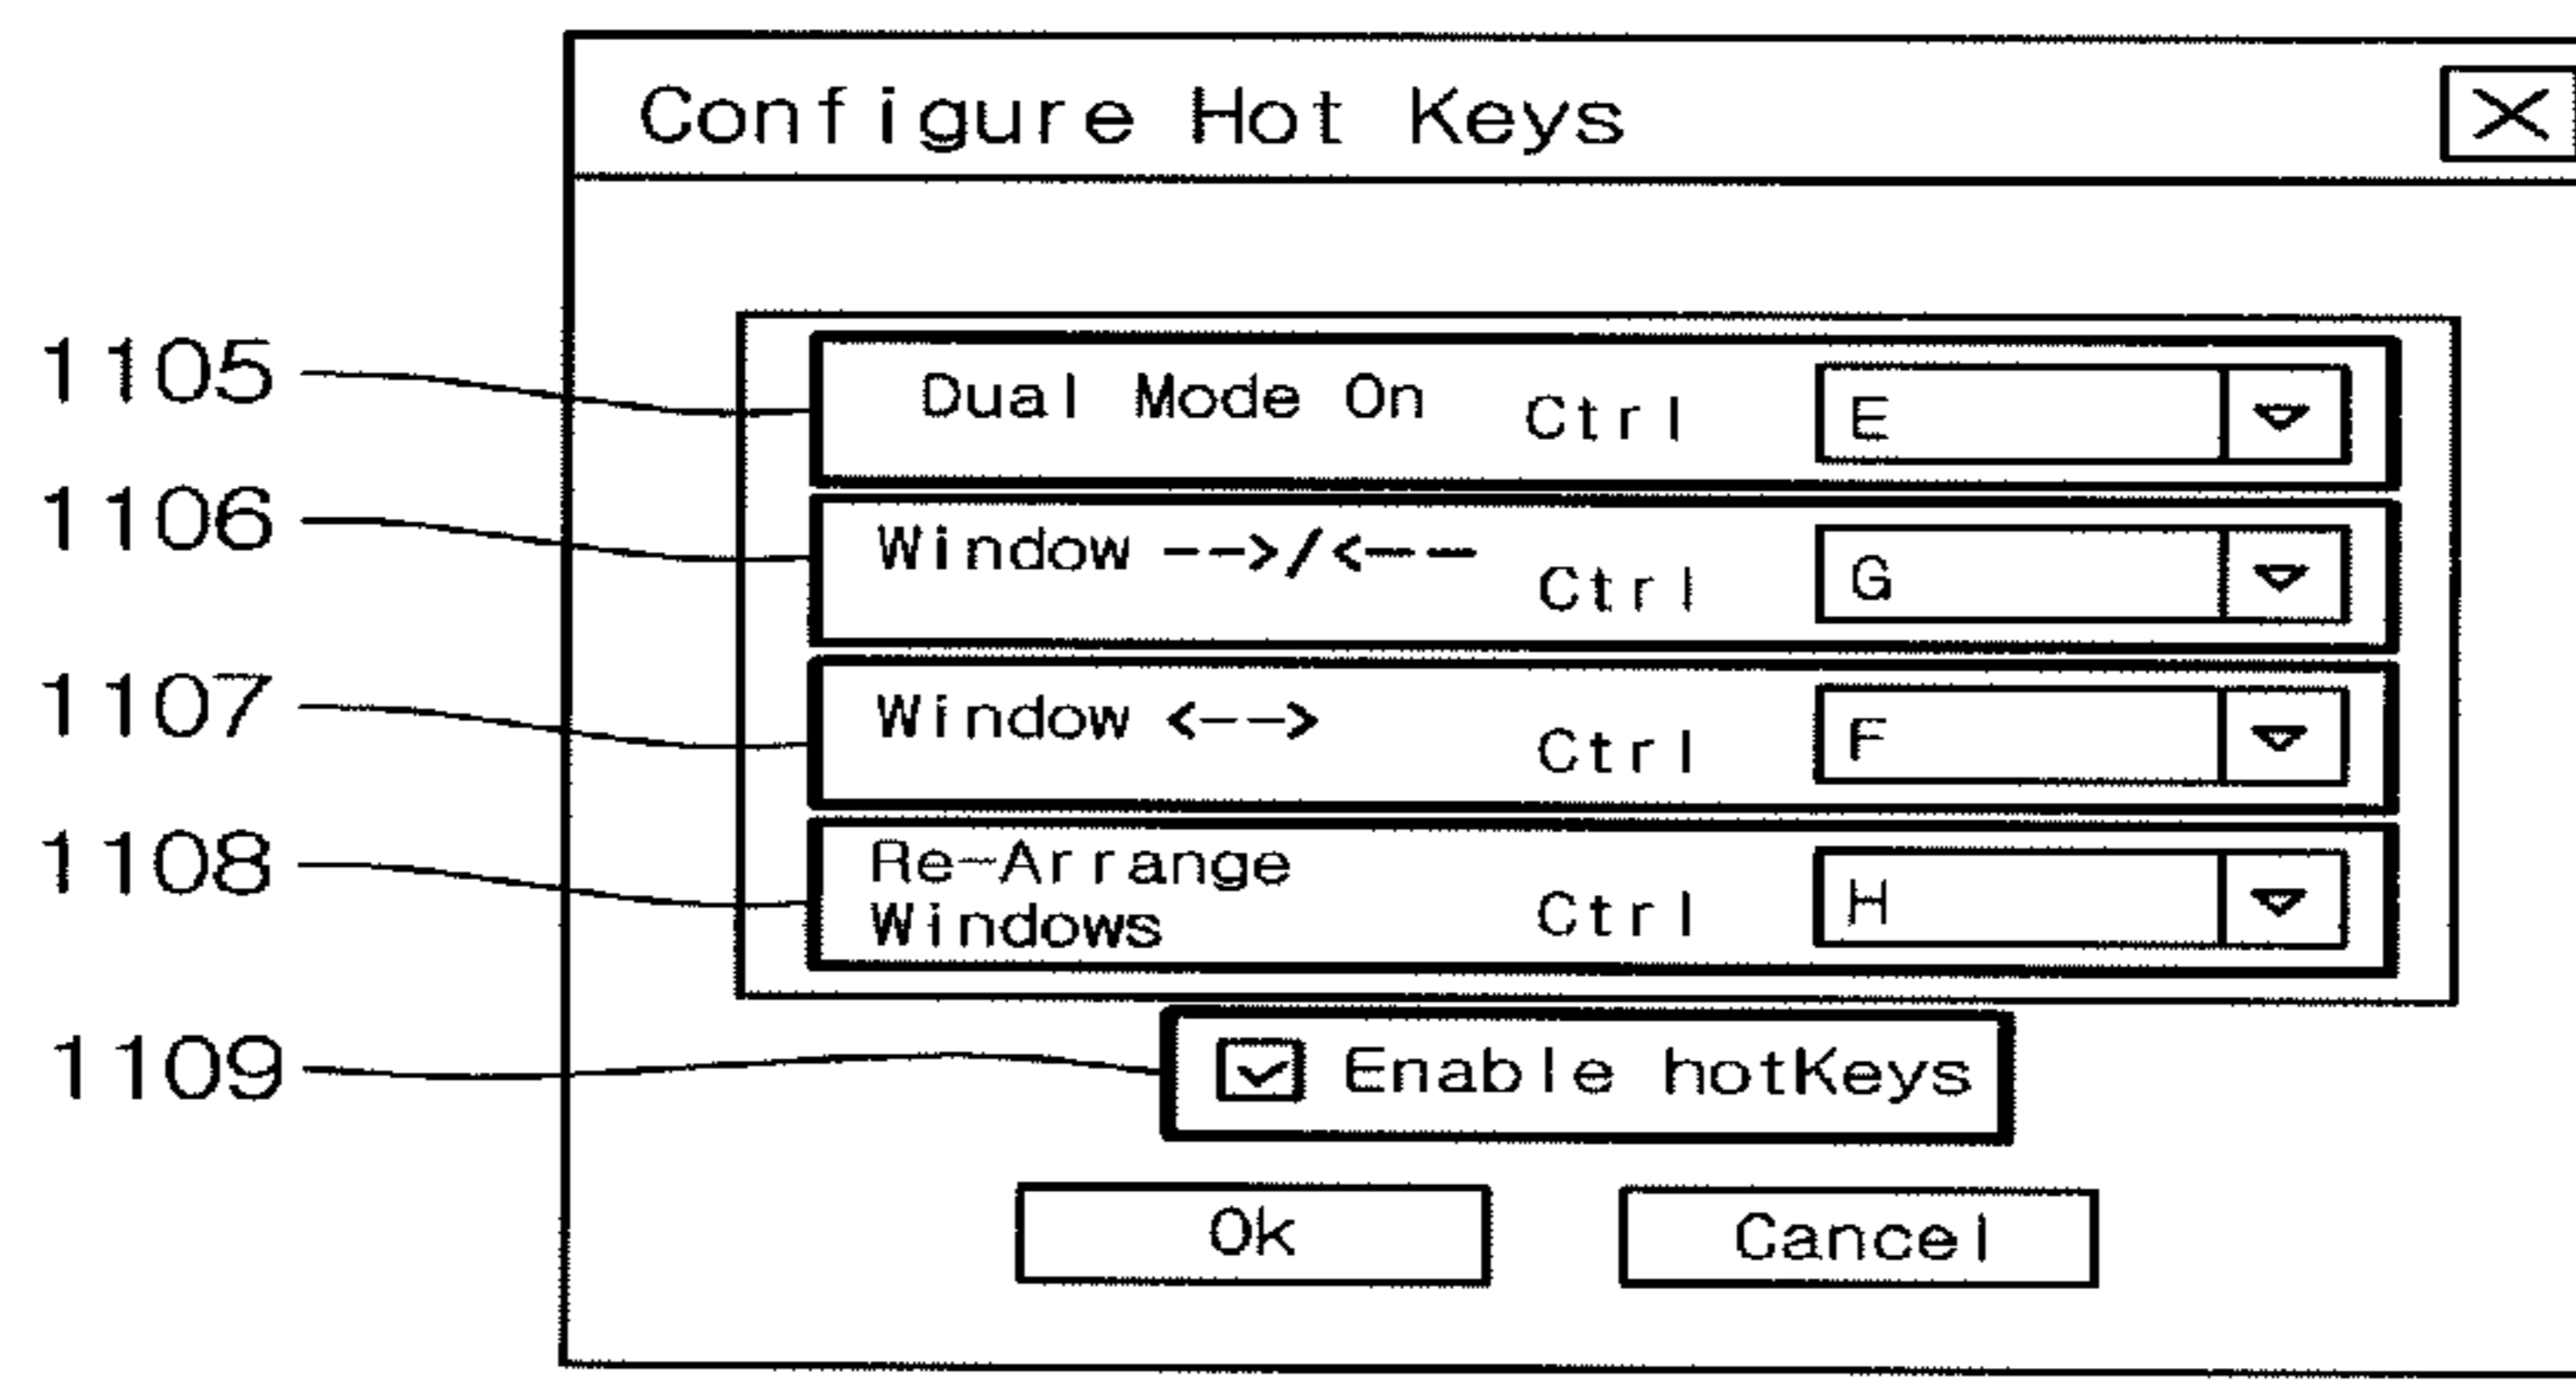 Configure Hot Keys
1105 Dual Mode On Ctrl E
1106 Window -->/<-- Ctrl G
1107 Window <--> Ctrl F
1108 Re-Arrange
Windows Ctrl H
1109 Enable hotKeys
Ok Cancel